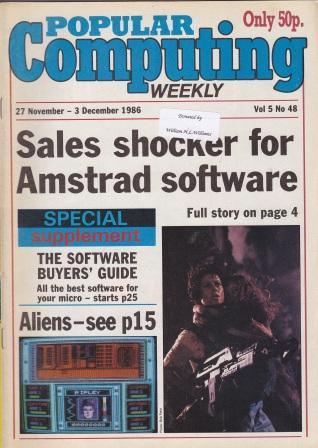 POPULAR
Only 50p.
Computing
WEEKLY
27 November – 3 December 1986
Vol 5 No 48
Donated by
William H.L. Williams
Sales shocker for
Amstrad software
Full story on page 4
SPECIAL
supplement
THE SOFTWARE
BUYERS' GUIDE
All the best software for
your micro – starts p25
Aliens – see p15
RIPLEY